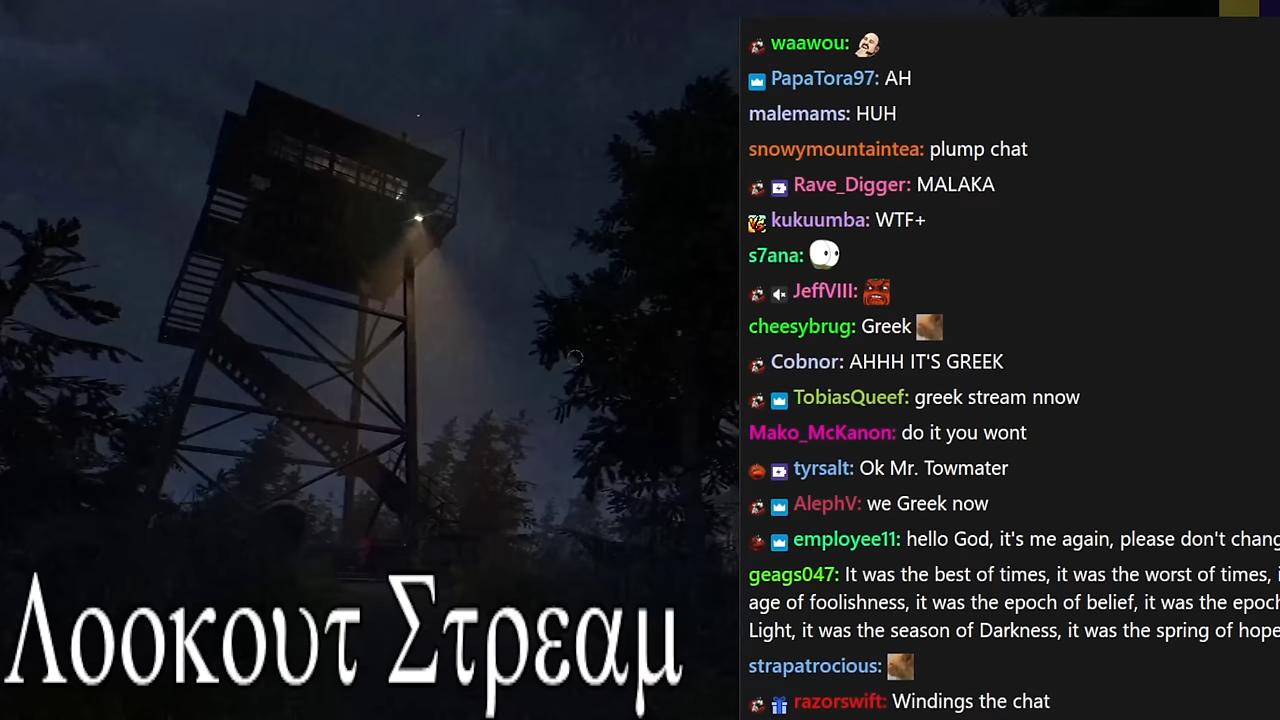 Λοοκουτ Στρεαμ
waawou:
PapaTora97: AH
malemams: HUH
snowymountaintea: plump chat
Rave_Digger: MALAKA
kukuumba: WTF+
s7ana:
JeffVIII:
cheesybrug: Greek
Cobnor: AHHH IT'S GREEK
TobiasQueef: greek stream nnow
Mako_McKanon: do it you wont
tyrsalt: Ok Mr. Towmater
AlephV: we Greek now
employee11: hello God, it's me again, please don't chang
geags047: It was the best of times, it was the worst of times, i
age of foolishness, it was the epoch of belief, it was the epoch
Light, it was the season of Darkness, it was the spring of hope
strapatrocious:
razorswift: Windings the chat